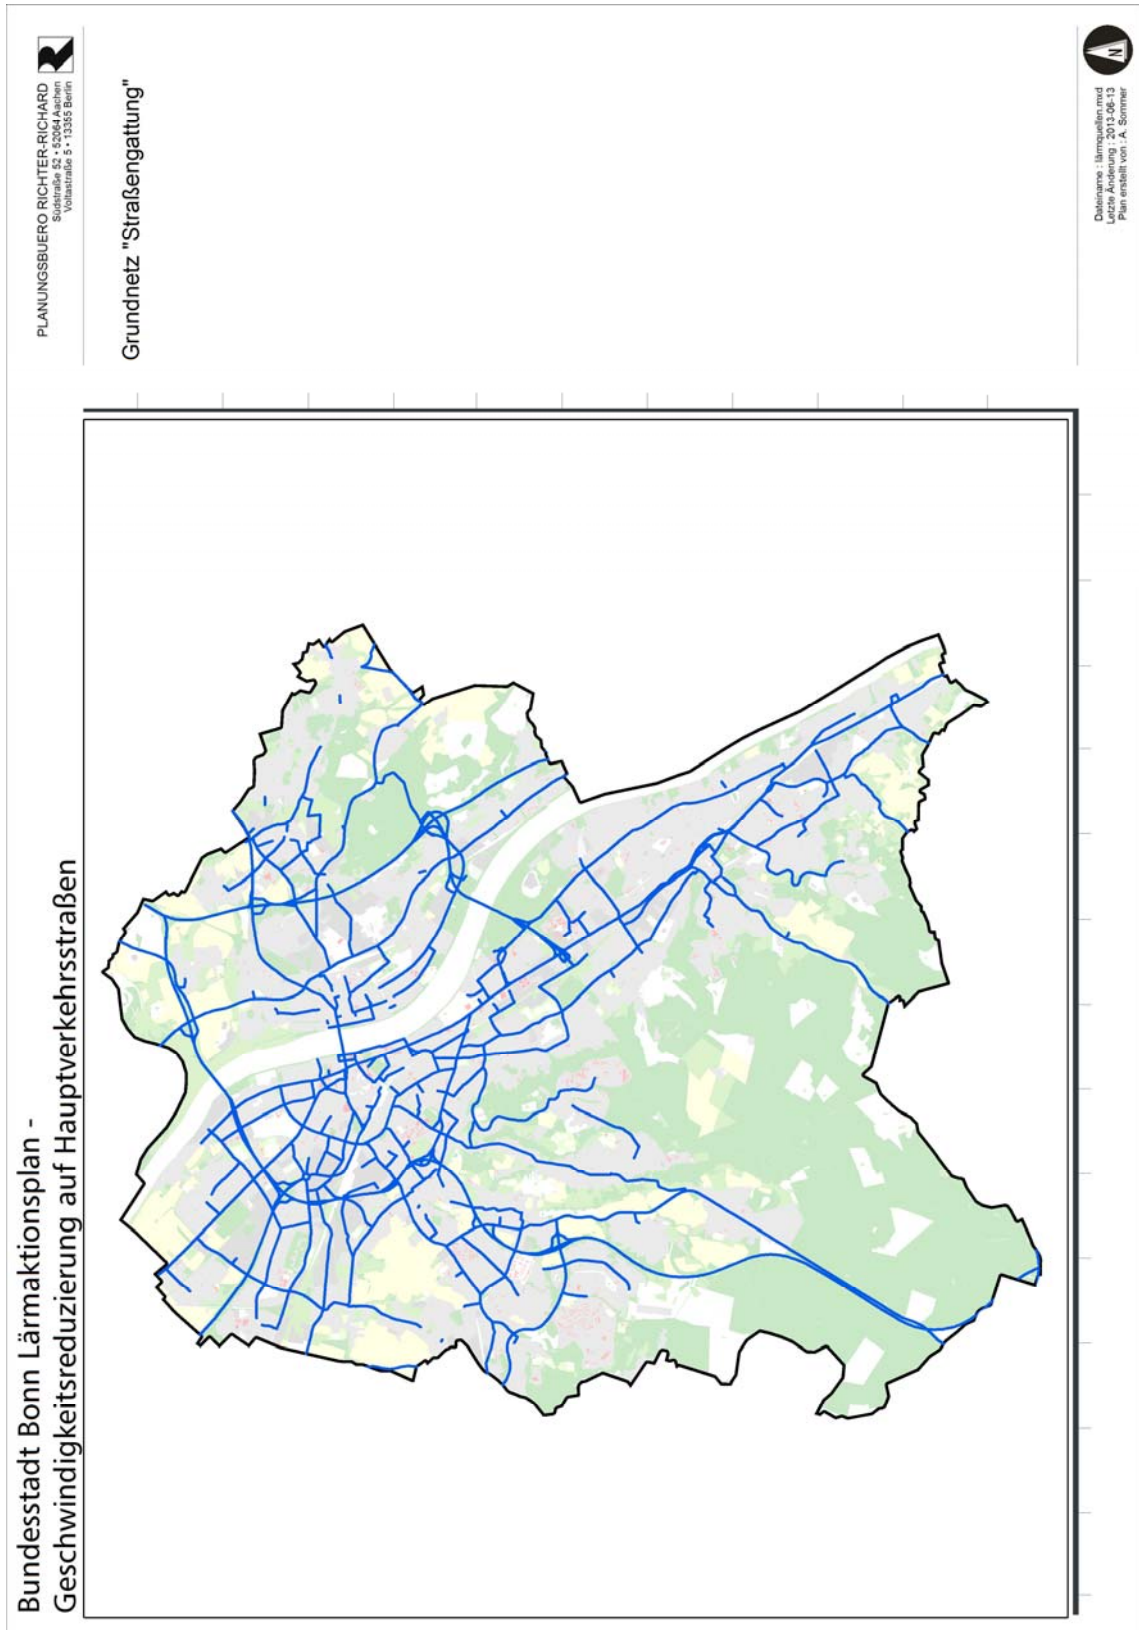 Bundesstadt Bonn Lärmaktionsplan -
Geschwindigkeitsreduzierung auf Hauptverkehrsstraßen
PLANUNGSBUERO RICHTER-RICHARD
Südstraße 52 • 52064 Aachen
Voltastraße 5 • 13355 Berlin
R
Grundnetz "Straßengattung"
N
Dateiname : lärmquellen.mxd
Letzte Änderung : 2013-06-13
Plan erstellt von : A. Sommer